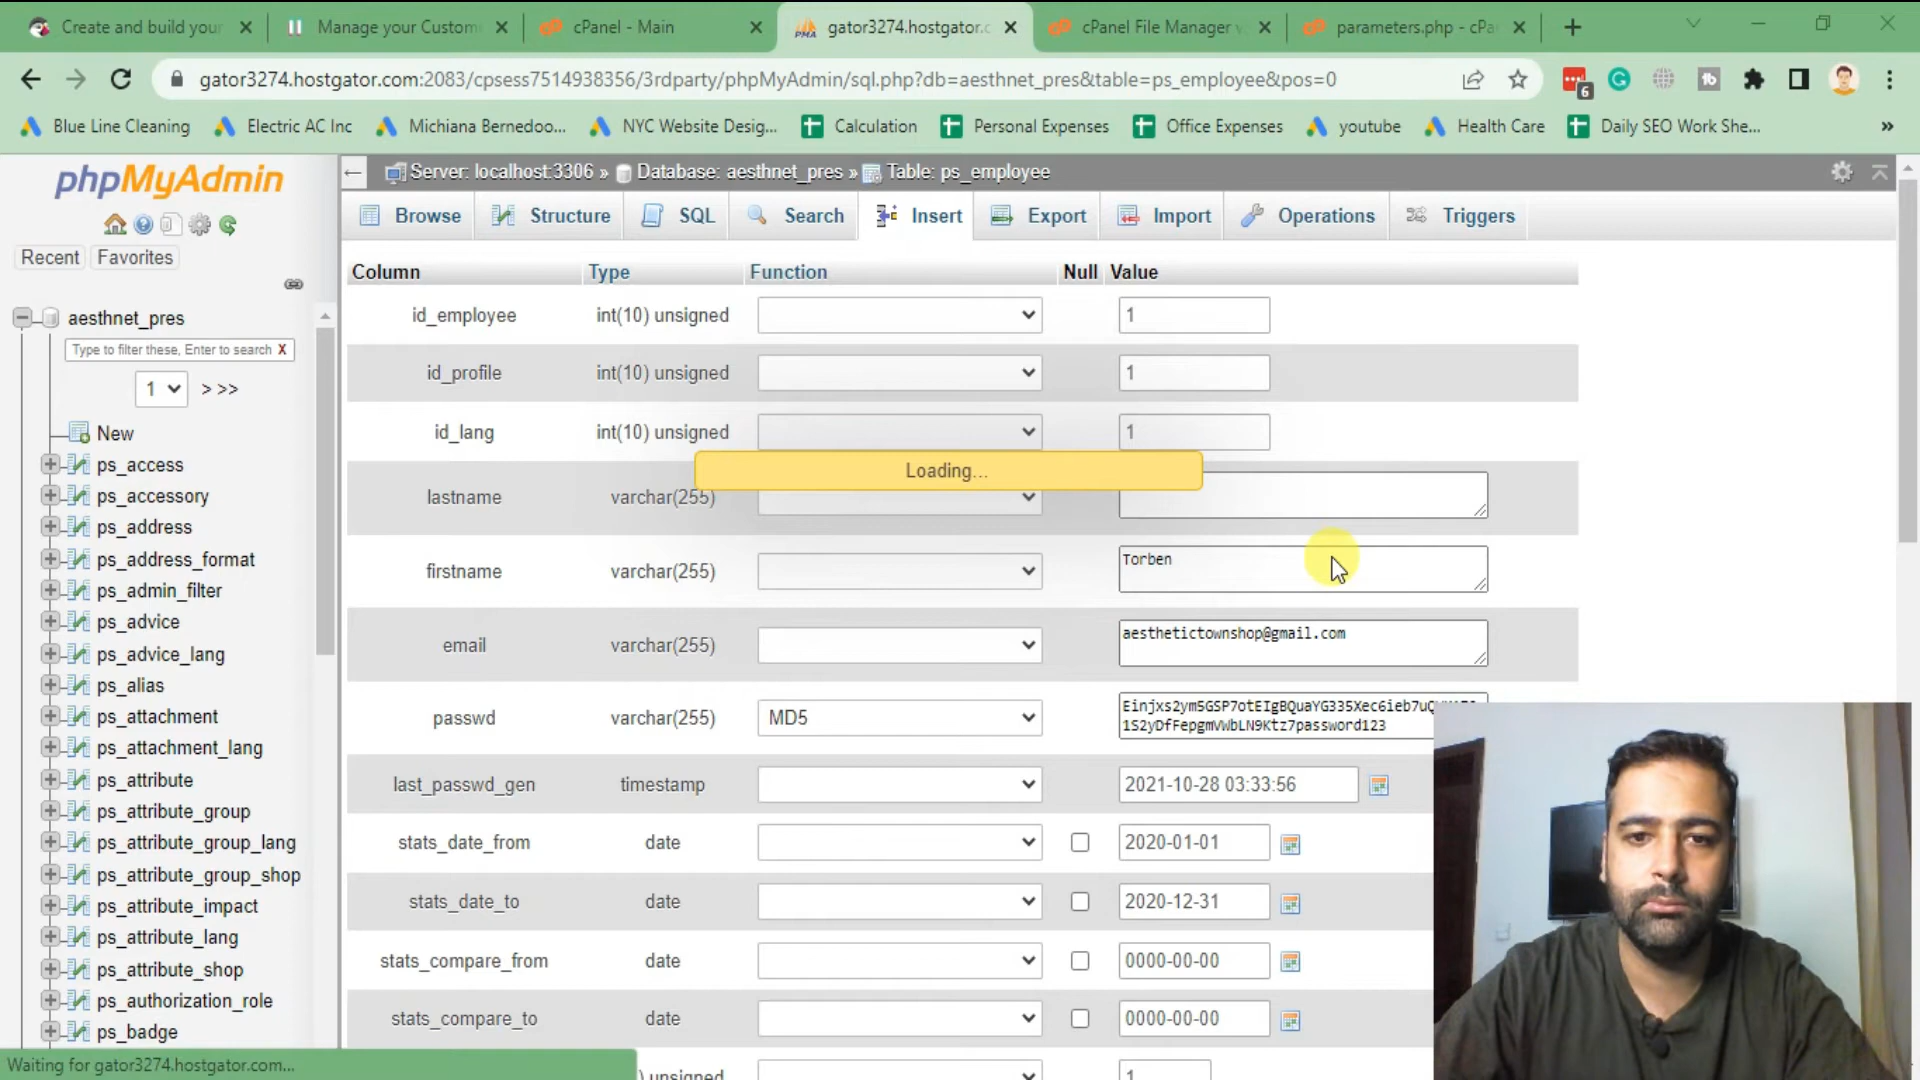 Create and build your
Manage your Custom
cPanel - Main
gator3274.hostgator.c
cPanel File Manager v
parameters.php - cPa
gator3274.hostgator.com:2083/cpsess7514938356/3rdparty/phpMyAdmin/sql.php?db=aesthnet_pres&table=ps_employee&pos=0
6
Blue Line Cleaning
Electric AC Inc
Michiana Bernedoo...
NYC Website Desig...
Calculation
Personal Expenses
Office Expenses
youtube
Health Care
Daily SEO Work She...
phpMyAdmin
Recent
Favorites
aesthnet_pres
Type to filter these, Enter to search X
1 > >>
New
ps_access
ps_accessory
ps_address
ps_address_format
ps_admin_filter
ps_advice
ps_advice_lang
ps_alias
ps_attachment
ps_attachment_lang
ps_attribute
ps_attribute_group
ps_attribute_group_lang
ps_attribute_group_shop
ps_attribute_impact
ps_attribute_lang
ps_attribute_shop
ps_authorization_role
ps_badge
Server: localhost:3306 » Database: aesthnet_pres » Table: ps_employee
Browse Structure SQL Search Insert Export Import Operations Triggers
Column Type Function Null Value
id_employee int(10) unsigned 1
id_profile int(10) unsigned 1
id_lang int(10) unsigned 1
Loading...
lastname varchar(255)
firstname varchar(255) Torben
email varchar(255) aesthetictownshop@gmail.com
passwd varchar(255) MD5
1S2yDfFepgmVWbLN9Ktz7password123
last_passwd_gen timestamp 2021-10-28 03:33:56
stats_date_from date 2020-01-01
stats_date_to date 2020-12-31
stats_compare_from date 0000-00-00
stats_compare_to date 0000-00-00
) unsigned 1
Waiting for gator3274.hostgator.com...